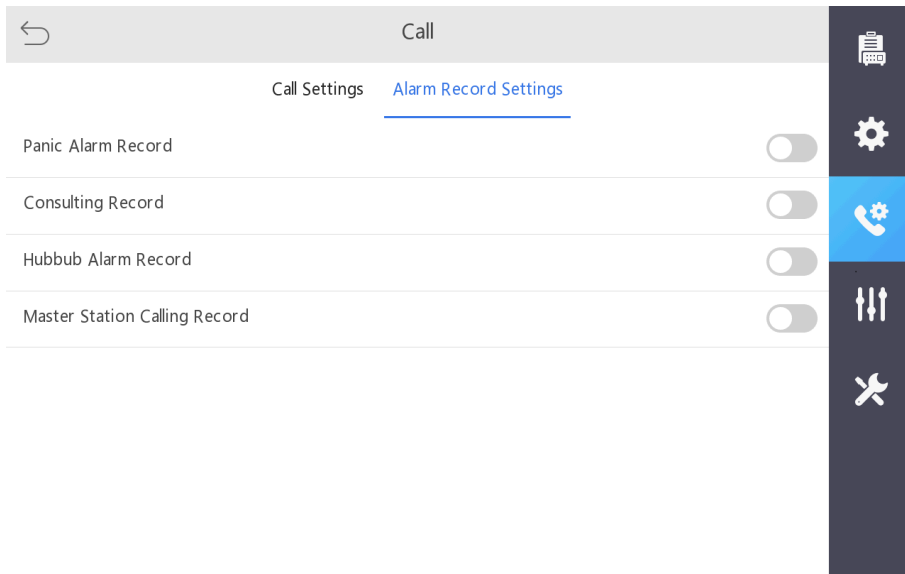 Call
Call Settings Alarm Record Settings
Panic Alarm Record
Consulting Record
Hubbub Alarm Record
Master Station Calling Record